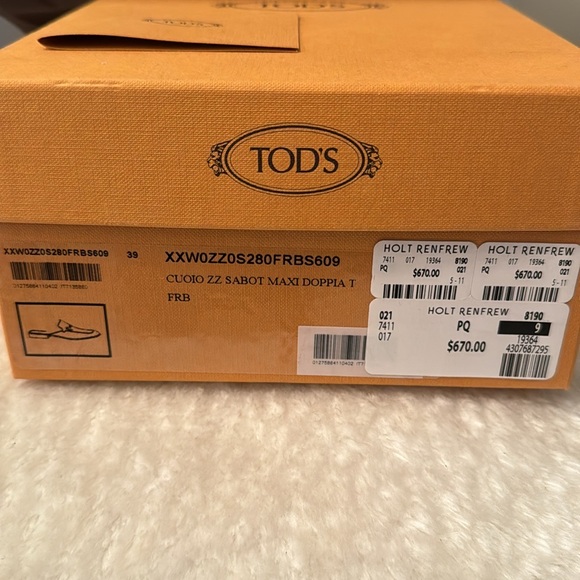 TOD'S
TOD'S
XXW0ZZ0S280FRBS609 39
XXW0ZZ0S280FRBS609
CUOIO ZZ SABOT MAXI DOPPIA T
FRB
HOLT RENFREW
7411 017 19364 8190
PQ $670.00 021
5-11
HOLT RENFREW
7411 017 19364 8190
PQ $670.00 021
5-11
HOLT RENFREW
021 8190
7411 PQ 9
017 19364
$670.00 4307687295